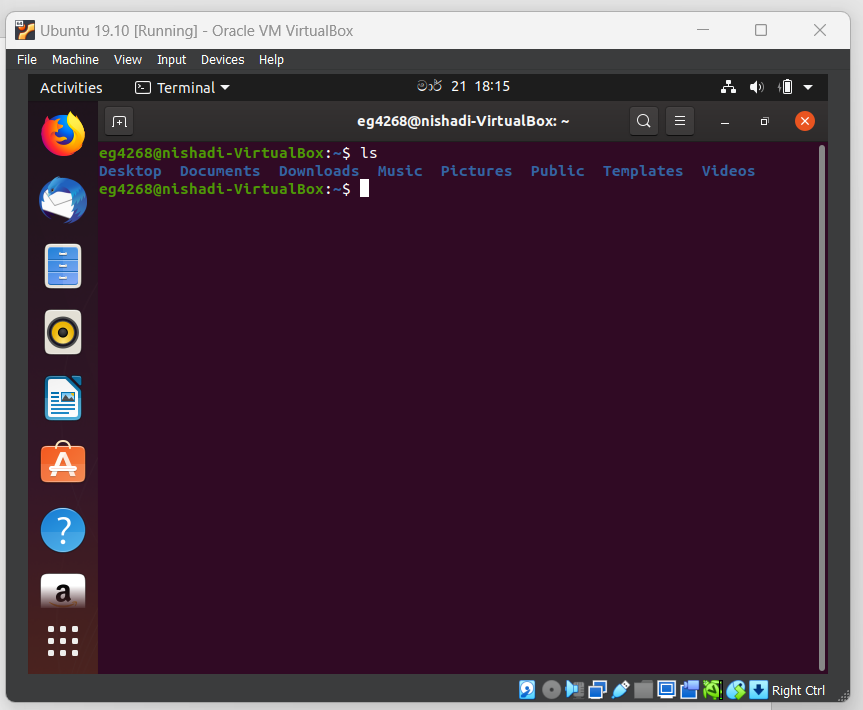 Ubuntu 19.10 [Running] - Oracle VM VirtualBox
File Machine View Input Devices Help
Activities Terminal මාර් 21 18:15
eg4268@nishadi-VirtualBox: ~
eg4268@nishadi-VirtualBox:~$ ls
Desktop Documents Downloads Music Pictures Public Templates Videos
eg4268@nishadi-VirtualBox:~$
?
a
Right Ctrl